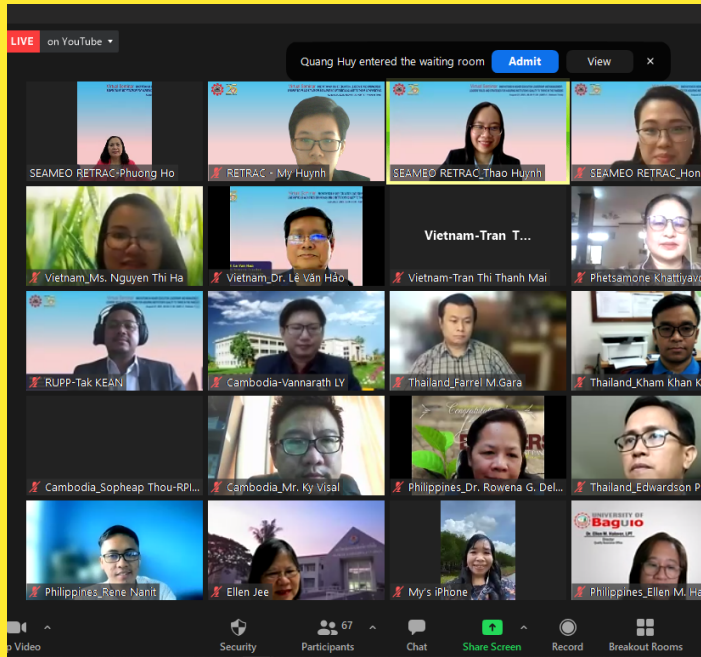 LIVE on YouTube
Quang Huy entered the waiting room Admit View
SEAMEO RETRAC-Phuong Ho
RETRAC - My Huynh
SEAMEO RETRAC_Thao Huynh
SEAMEO RETRAC_Hon
Vietnam_Ms. Nguyen Thi Ha
Vietnam_Dr. Lê Văn Hảo
Vietnam-Tran T...
Vietnam-Tran Thi Thanh Mai
Phetsamone Khattiyavo
RUPP-Tak KEAN
Cambodia-Vannarath LY
Thailand_Farrel M.Gara
Thailand_Kham Khan K
Cambodia_Sopheap Thou-RPI...
Cambodia_Mr. Ky Visal
Philippines_Dr. Rowena G. Del...
Thailand_Edwardson P
UNIVERSITY OF
Baguio
Philippines_Rene Nanit
Ellen Jee
My's iPhone
Philippines_Ellen M. Ha
p Video
Security
67
Participants
Chat
Share Screen
Record
Breakout Rooms